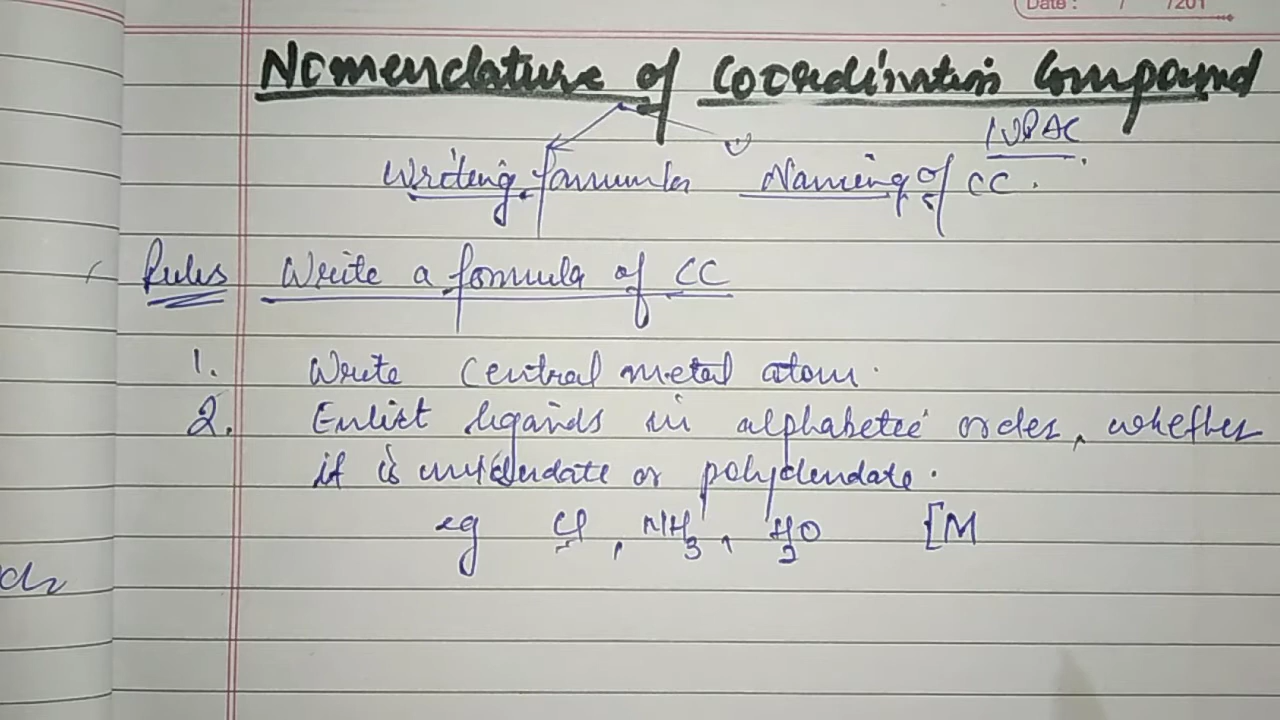 Date : / /201
Nomenclature of Coordination Compound
IUPAC
Writing formula Naming of CC.
Rules Write a formula of CC
1. Write central metal atom.
2. Enlist ligands in alphabetic order, whether
it is unidendate or polydendate.
eg Cl, NH3, H2O [M